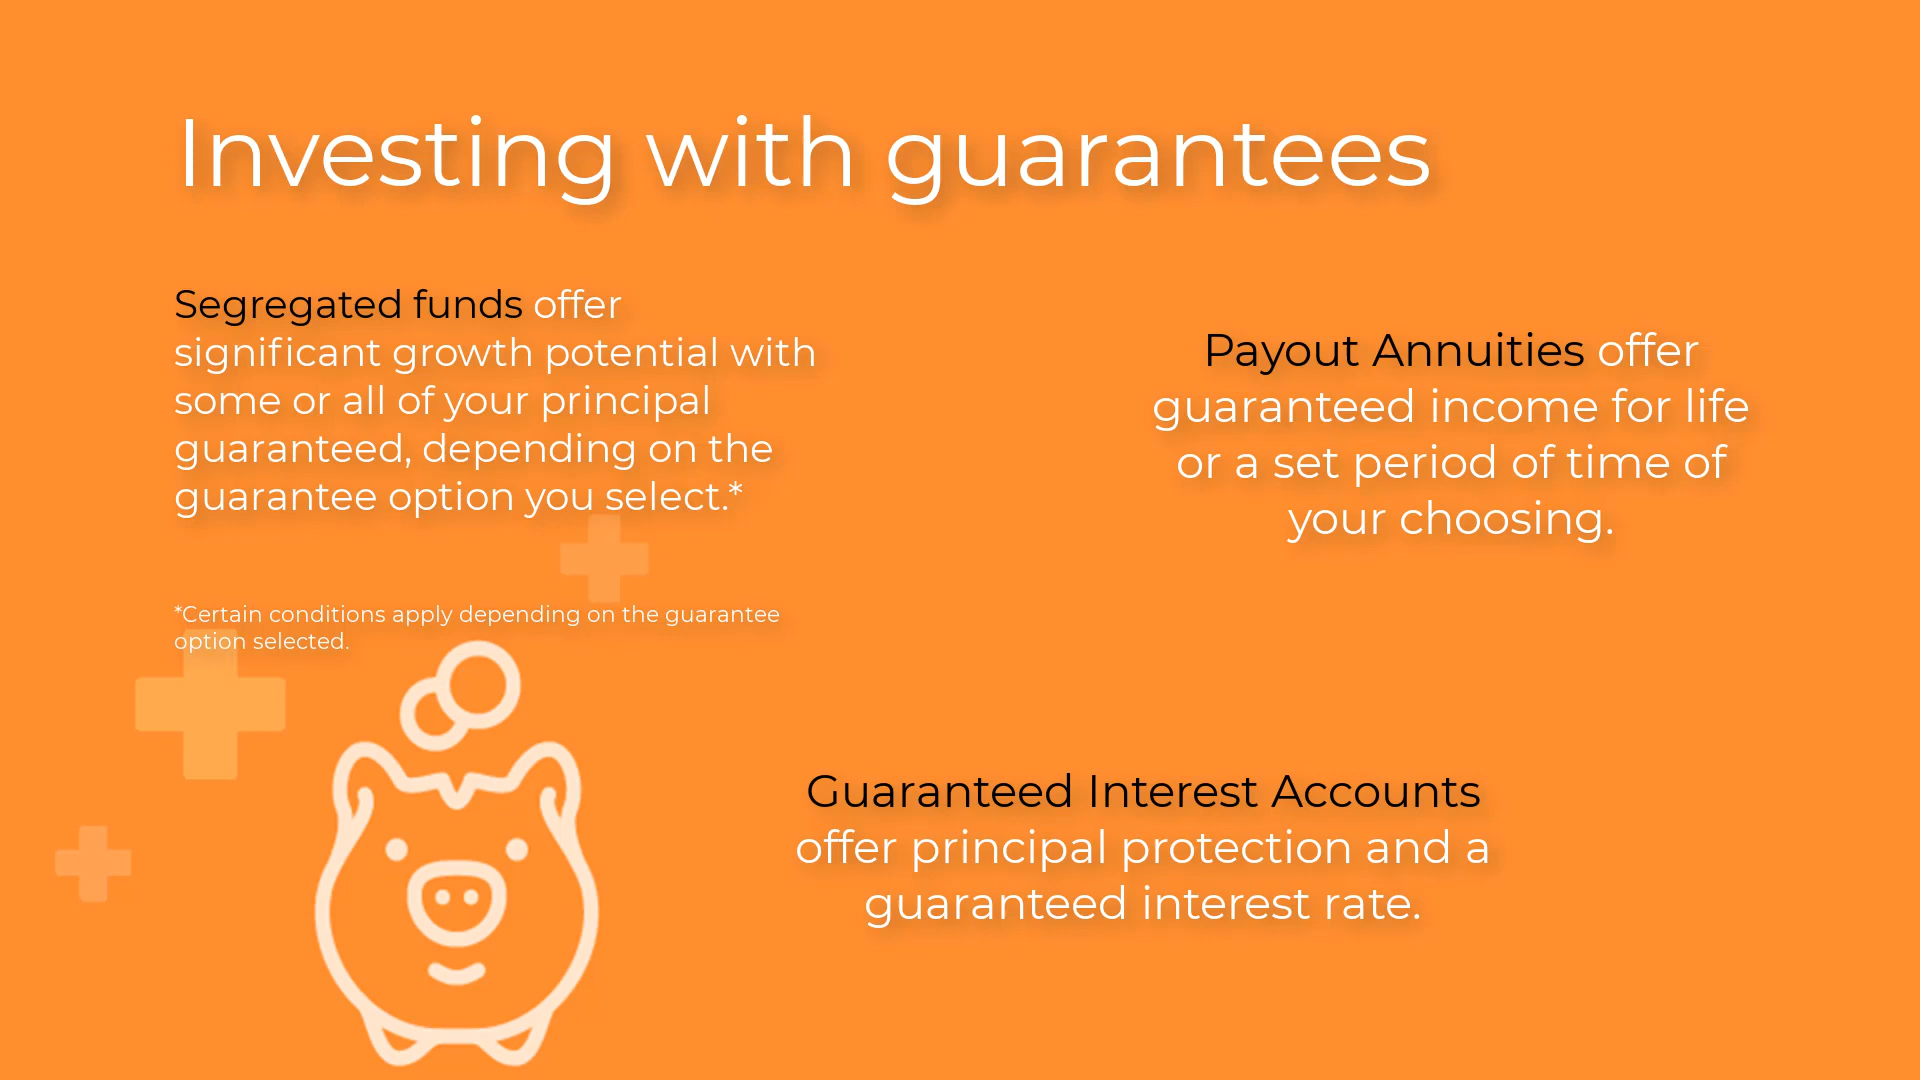 Investing with guarantees
Segregated funds offer
significant growth potential with
some or all of your principal
guaranteed, depending on the
guarantee option you select.*
*Certain conditions apply depending on the guarantee
option selected.
Payout Annuities offer
guaranteed income for life
or a set period of time of
your choosing.
Guaranteed Interest Accounts
offer principal protection and a
guaranteed interest rate.